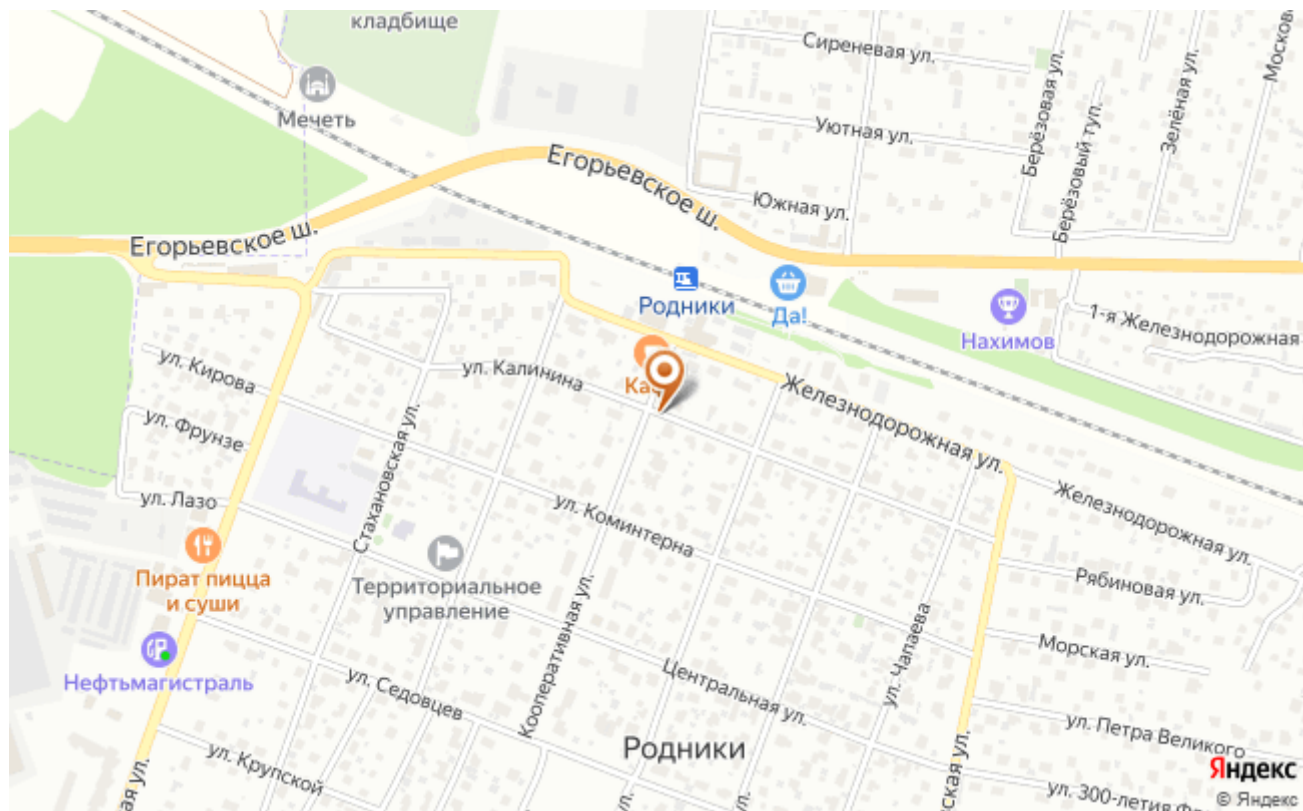 кладбище
Мечеть
Сиреневая ул.
Уютная ул.
Южная ул.
Берёзовая ул.
Берёзовый туп.
Зелёная ул.
Егорьевское ш.
Егорьевское ш.
Родники
Да!
Нахимов
1-я Железнодорожная
ул. Кирова
ул. Калинина
ул. Фрунзе
Стахановская ул.
Железнодорожная ул.
Железнодорожная ул.
ул. Лазо
ул. Коминтерна
Пират пицца
и суши
Территориальное
управление
Кооперативная ул.
Рябиновая ул.
ул. Чапаева
Морская ул.
Нефтьмагистраль
ул. Седовцев
Центральная ул.
ул. Петра Великого
ул. Крупской
Родники
ул. 300-летия
Яндекс
© Яндекс